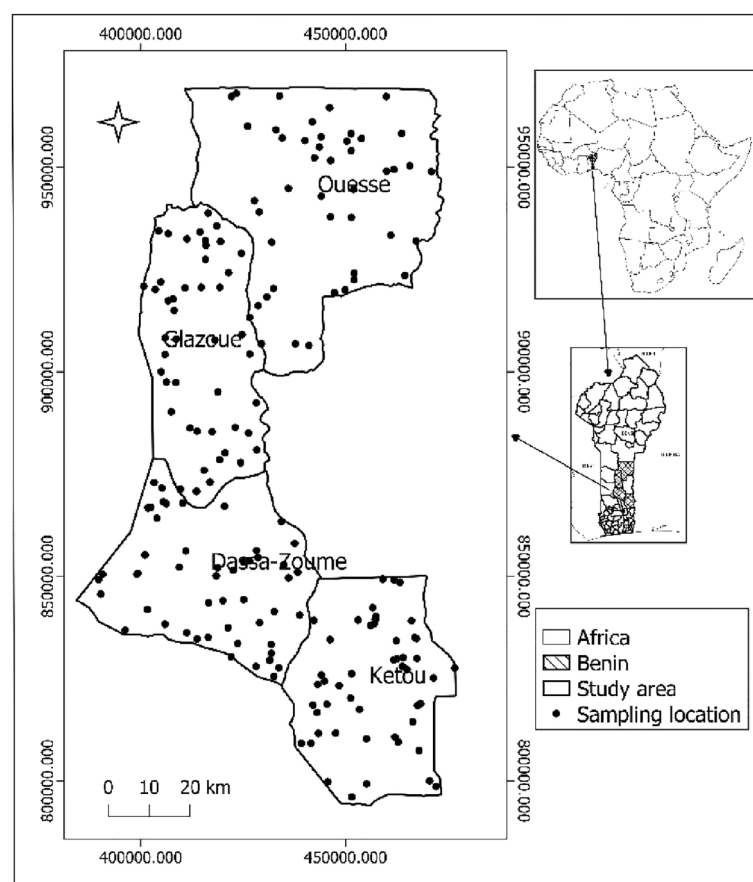 400000.000 450000.000
950000.000
950000.000
Ouesse
Glazoue
900000.000
900000.000
Dassa-Zoume
850000.000
850000.000
Ketou
Africa
Benin
Study area
Sampling location
800000.000
800000.000
0 10 20 km
400000.000 450000.000